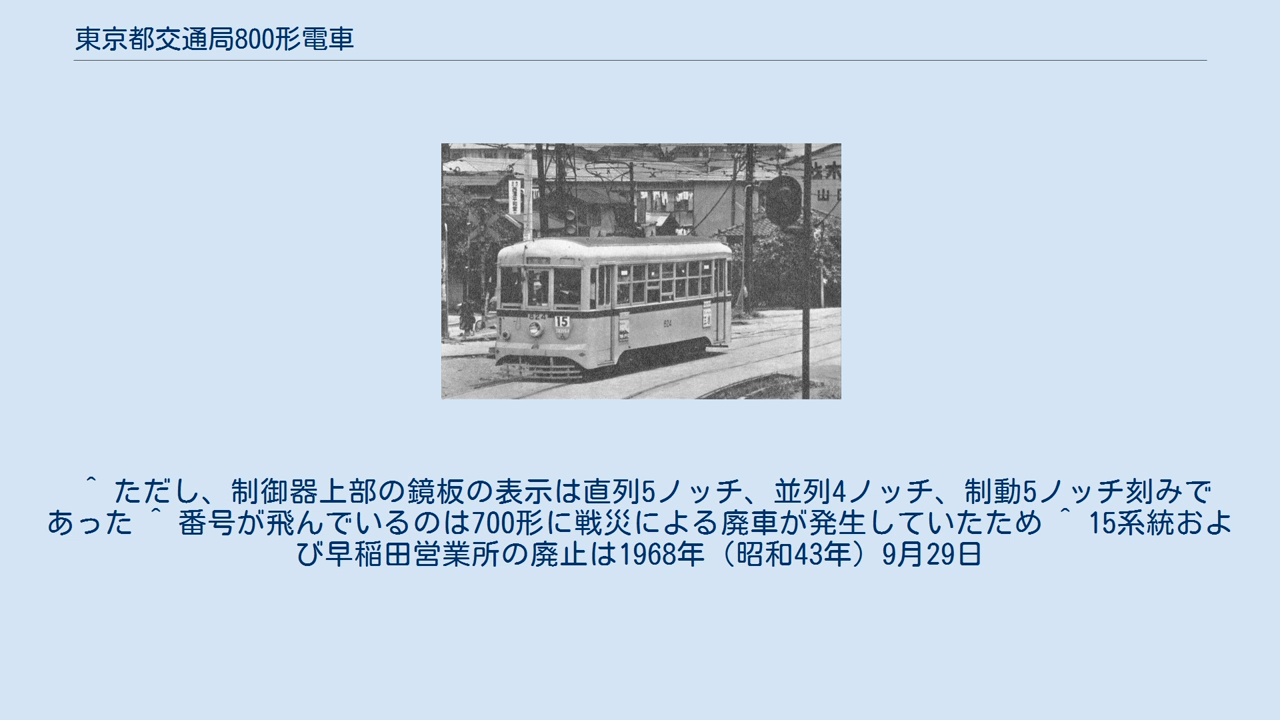 東京都交通局800形電車
15
804
＾ ただし、制御器上部の鏡板の表示は直列5ノッチ、並列4ノッチ、制動5ノッチ刻みで
あった ＾ 番号が飛んでいるのは700形に戦災による廃車が発生していたため ＾ 15系統およ
び早稲田営業所の廃止は1968年（昭和43年）9月29日